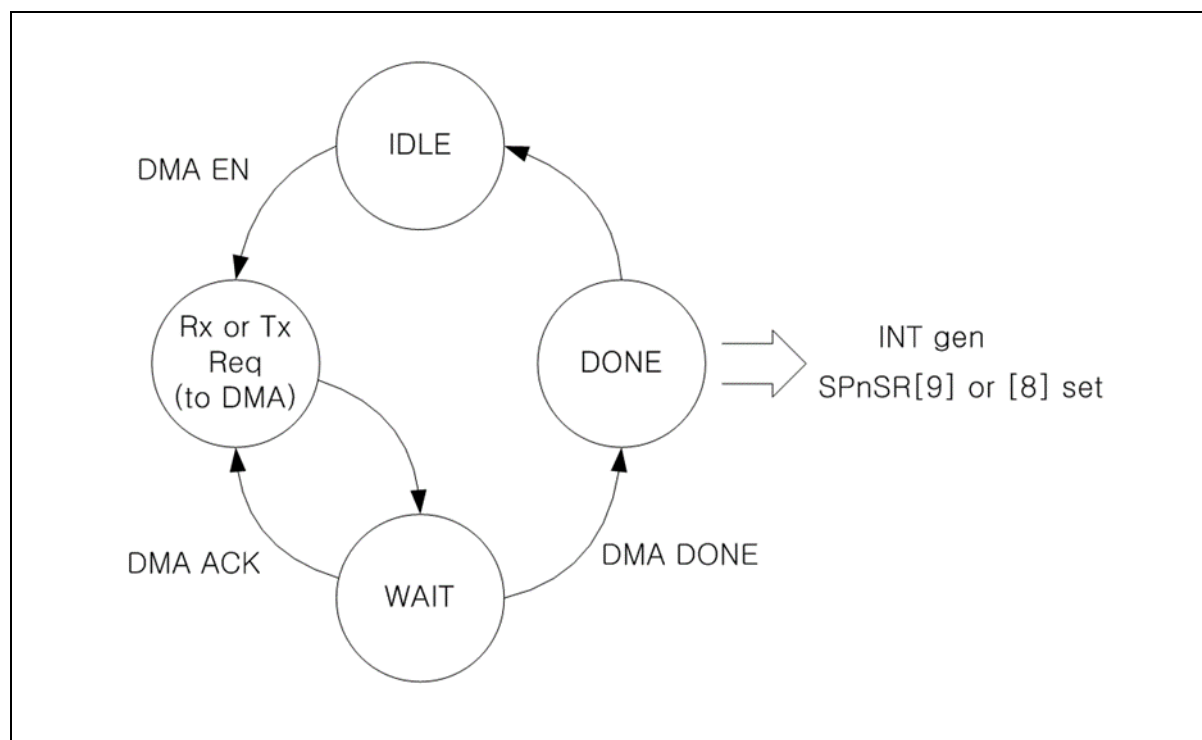 IDLE
DMA EN
Rx or Tx
Req
(to DMA)
DONE
INT gen
SPnSR[9] or [8] set
DMA ACK
WAIT
DMA DONE